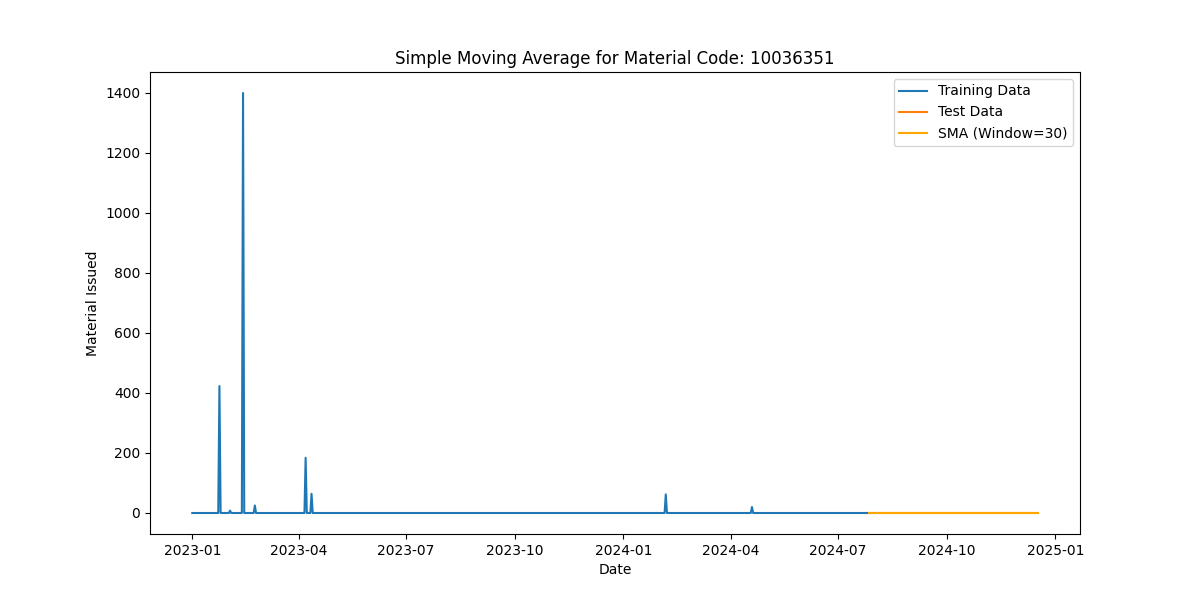 Simple Moving Average for Material Code: 10036351
Training Data
Test Data
SMA (Window=30)
1400
1200
1000
800
600
400
200
0
Material Issued
2023-01 2023-04 2023-07 2023-10 2024-01 2024-04 2024-07 2024-10 2025-01
Date